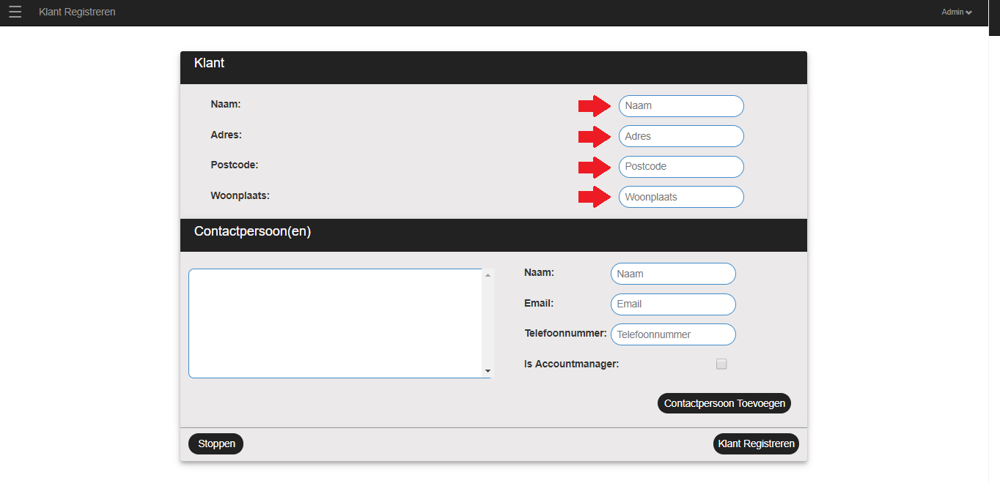 Klant Registreren
Admin
Klant
Naam: Naam
Adres: Adres
Postcode: Postcode
Woonplaats: Woonplaats
Contactpersoon(en)
Naam: Naam
Email: Email
Telefoonnummer: Telefoonnummer
Is Accountmanager:
Contactpersoon Toevoegen
Stoppen
Klant Registreren